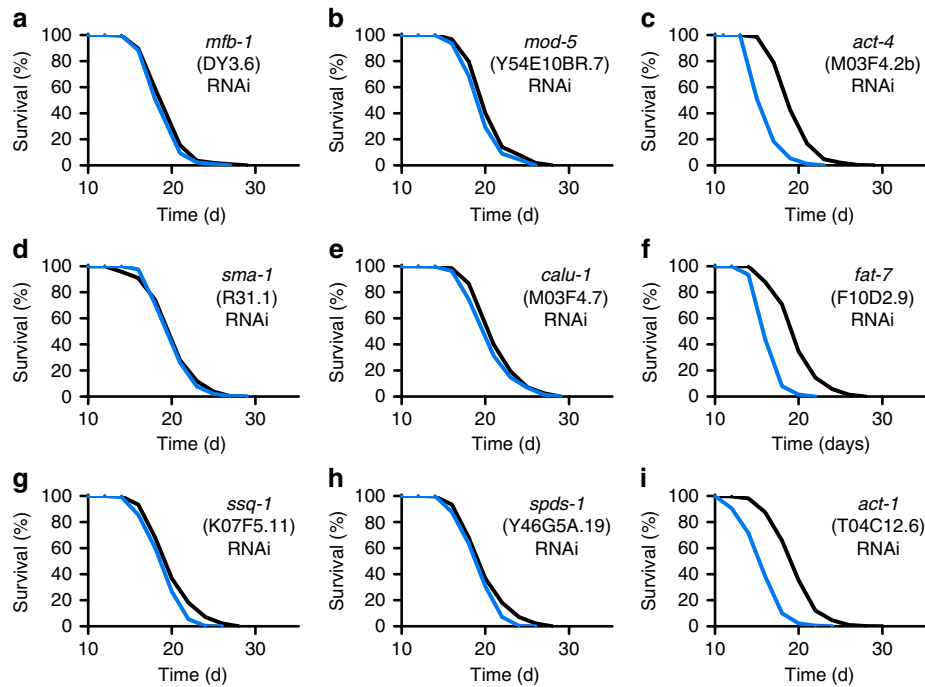 a
mfb-1
(DY3.6)
RNAi
Survival (%)
100
80
60
40
20
0
10 20 30
Time (d)
b
mod-5
(Y54E10BR.7)
RNAi
Survival (%)
100
80
60
40
20
0
10 20 30
Time (d)
c
act-4
(M03F4.2b)
RNAi
Survival (%)
100
80
60
40
20
0
10 20 30
Time (d)
d
sma-1
(R31.1)
RNAi
Survival (%)
100
80
60
40
20
0
10 20 30
Time (d)
e
calu-1
(M03F4.7)
RNAi
Survival (%)
100
80
60
40
20
0
10 20 30
Time (d)
f
fat-7
(F10D2.9)
RNAi
Survival (%)
100
80
60
40
20
0
10 20 30
Time (days)
g
ssq-1
(K07F5.11)
RNAi
Survival (%)
100
80
60
40
20
0
10 20 30
Time (d)
h
spds-1
(Y46G5A.19)
RNAi
Survival (%)
100
80
60
40
20
0
10 20 30
Time (d)
i
act-1
(T04C12.6)
RNAi
Survival (%)
100
80
60
40
20
0
10 20 30
Time (d)